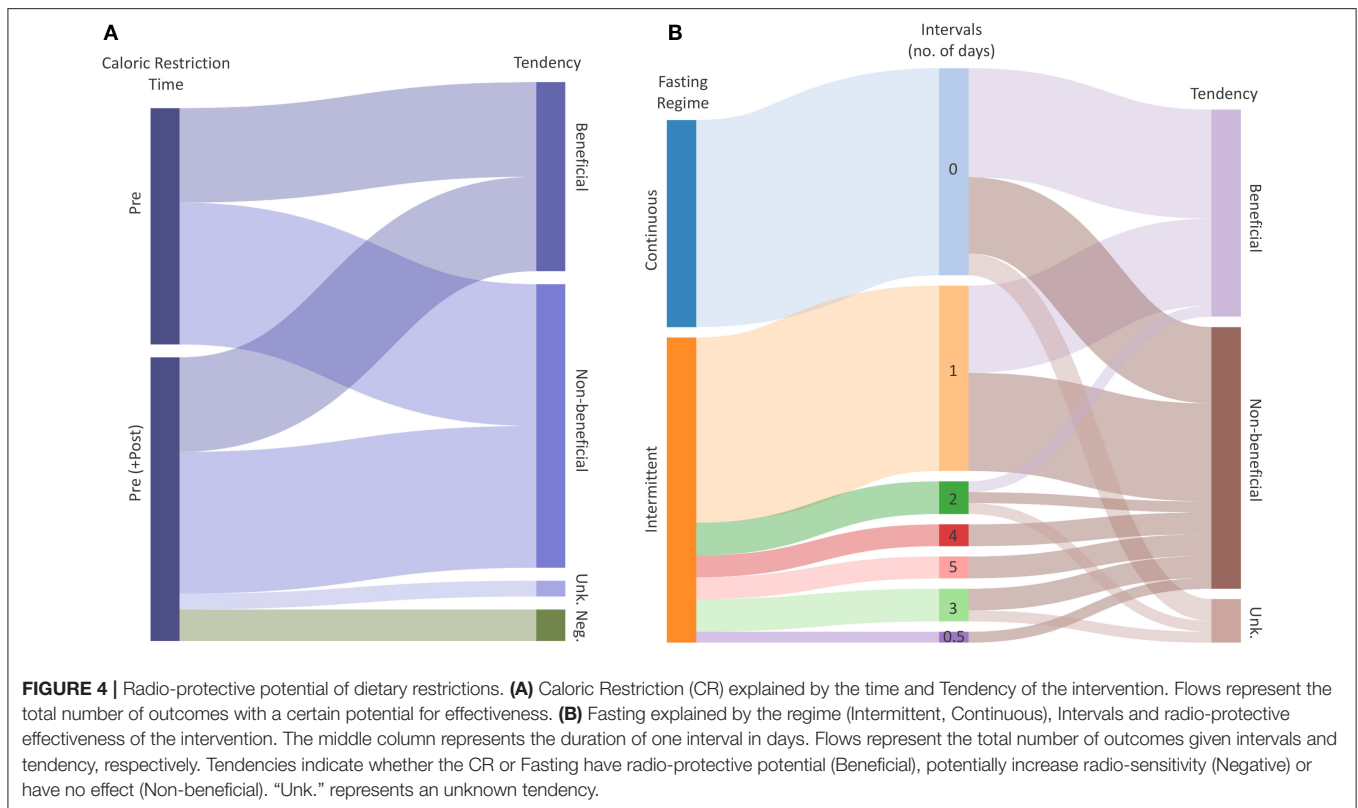 A
Caloric Restriction
Time
Tendency
Pre
Pre (+Post)
Beneficial
Non-beneficial
Unk.
Neg.
B
Intervals
(no. of days)
Fasting
Regime
Tendency
Continuous
Intermittent
0
1
2
4
5
3
0.5
Beneficial
Non-beneficial
Unk.
FIGURE 4 | Radio-protective potential of dietary restrictions. (A) Caloric Restriction (CR) explained by the time and Tendency of the intervention. Flows represent the
total number of outcomes with a certain potential for effectiveness. (B) Fasting explained by the regime (Intermittent, Continuous), Intervals and radio-protective
effectiveness of the intervention. The middle column represents the duration of one interval in days. Flows represent the total number of outcomes given intervals and
tendency, respectively. Tendencies indicate whether the CR or Fasting have radio-protective potential (Beneficial), potentially increase radio-sensitivity (Negative) or
have no effect (Non-beneficial). “Unk.” represents an unknown tendency.